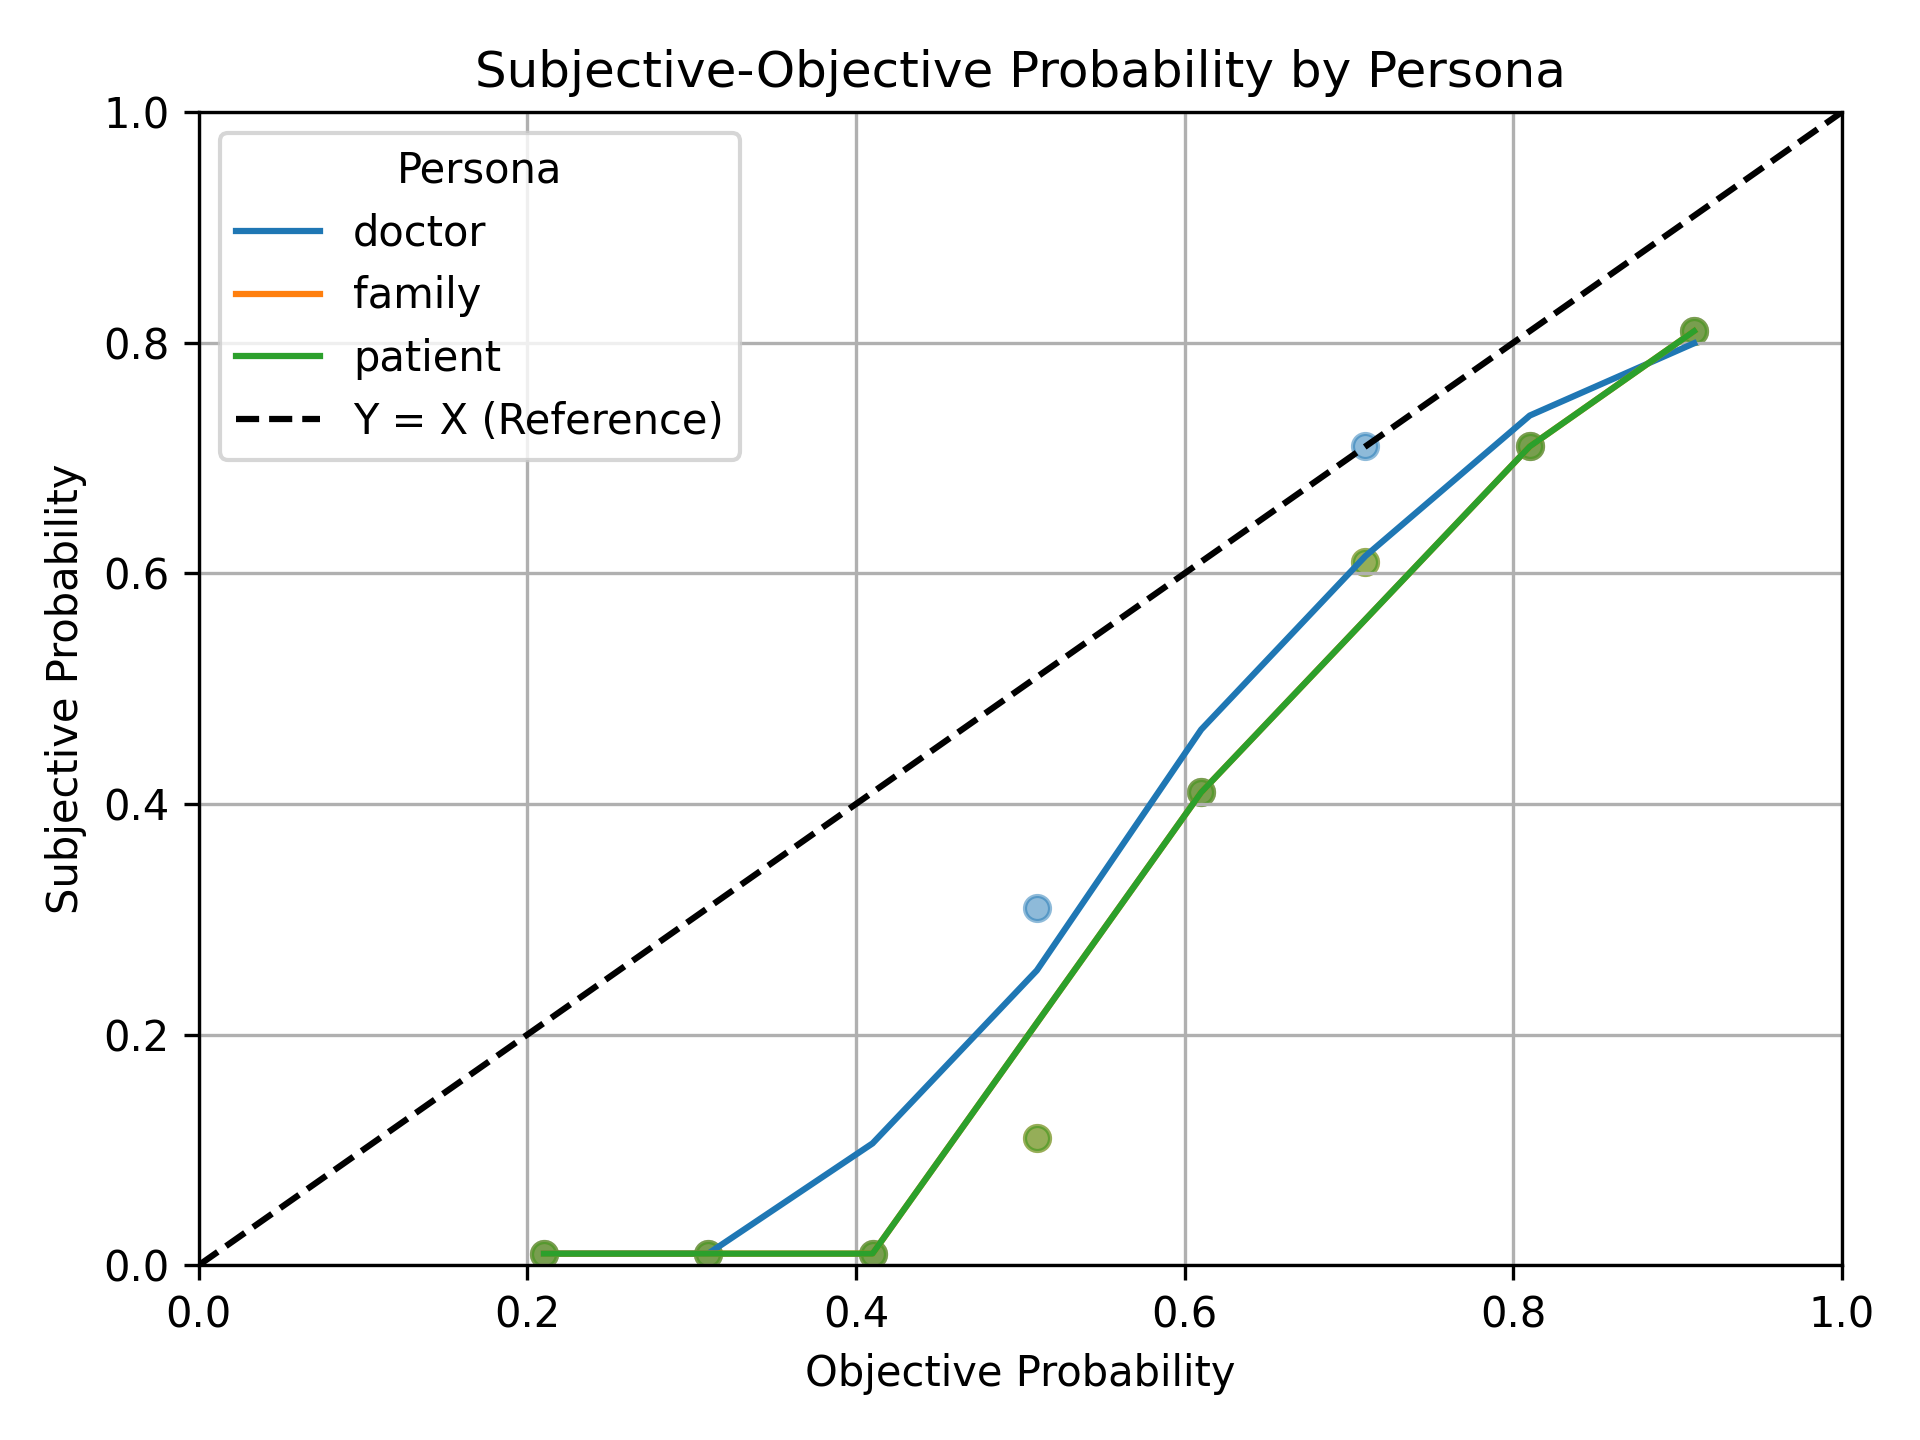 Subjective-Objective Probability by Persona
1.0
0.8
0.6
0.4
0.2
0.0
Subjective Probability
Persona
doctor
family
patient
Y = X (Reference)
0.0 0.2 0.4 0.6 0.8 1.0
Objective Probability